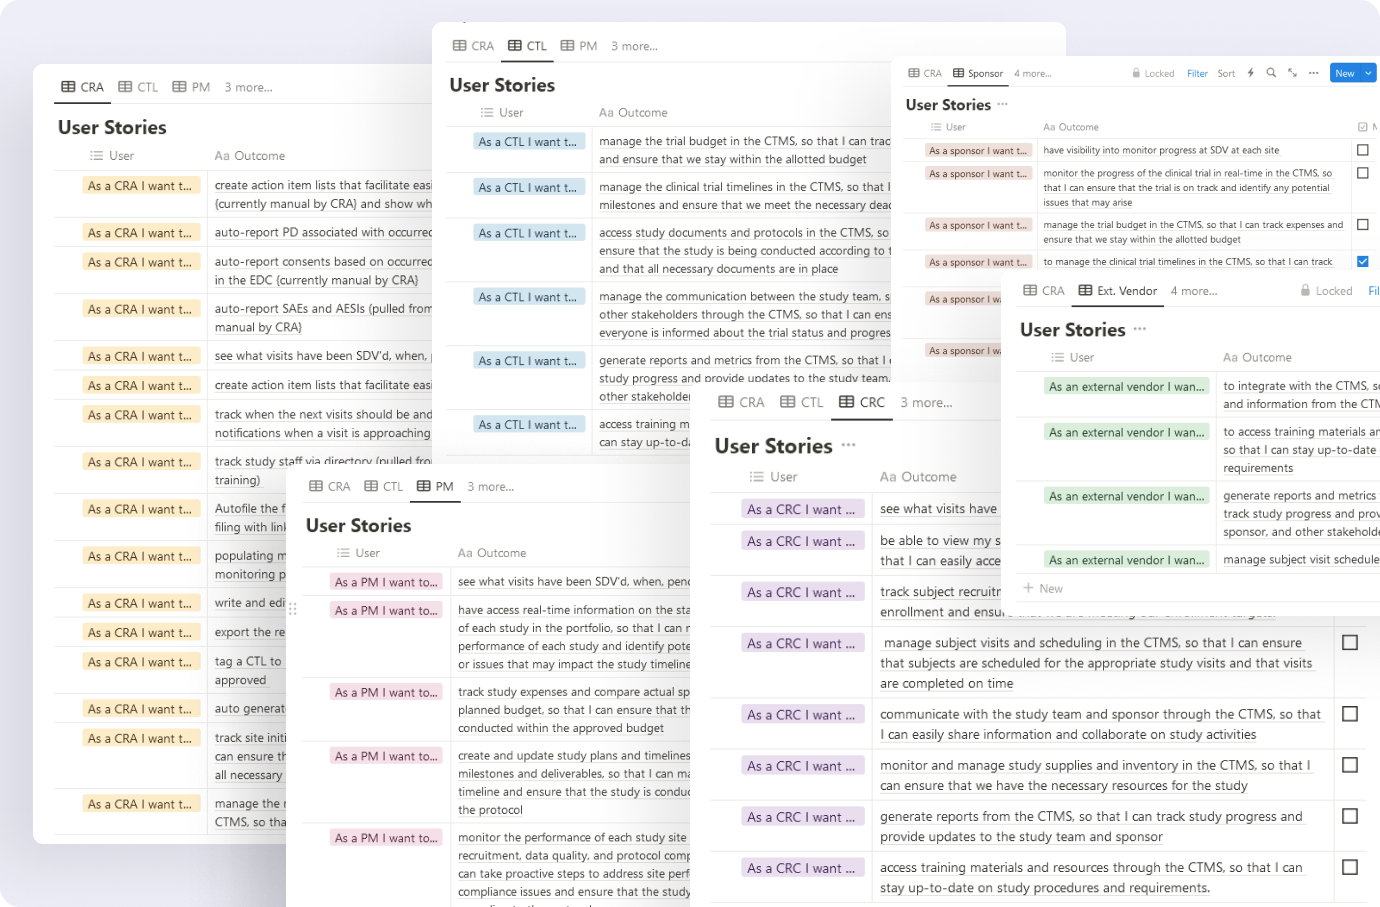 CRA CTL PM 3 more...
User Stories
User Aa Outcome
As a CRA I want t... create action item lists that facilitate easi
{currently manual by CRA} and show wh
As a CRA I want t... auto-report PD associated with occurred
As a CRA I want t... auto-report consents based on occurred
in the EDC {currently manual by CRA}
As a CRA I want t... auto-report SAEs and AESIs (pulled from
manual by CRA}
As a CRA I want t... see what visits have been SDV'd, when,
As a CRA I want t... create action item lists that facilitate easi
As a CRA I want t... track when the next visits should be and
notifications when a visit is approaching
As a CRA I want t... track study staff via directory (pulled fro
training)
As a CRA I want t... Autofile the f
filing with link
As a CRA I want t... populating m
monitoring p
As a CRA I want t... write and edi
As a CRA I want t... export the re
As a CRA I want t... tag a CTL to
approved
As a CRA I want t... auto generat
As a CRA I want t... track site initi
can ensure th
all necessary
As a CRA I want t... manage the
CTMS, so tha
CRA CTL PM 3 more...
User Stories
User Aa Outcome
As a CTL I want t... manage the trial budget in the CTMS, so that I can track
and ensure that we stay within the allotted budget
As a CTL I want t... manage the clinical trial timelines in the CTMS, so that I
milestones and ensure that we meet the necessary dead
As a CTL I want t... access study documents and protocols in the CTMS, so
ensure that the study is being conducted according to t
and that all necessary documents are in place
As a CTL I want t... manage the communication between the study team, s
other stakeholders through the CTMS, so that I can ens
everyone is informed about the trial status and progres
As a CTL I want t... generate reports and metrics from the CTMS, so that I c
study progress and provide updates to the study team,
other stakeholder
As a CTL I want t... access training m
can stay up-to-da
CRA Sponsor 4 more... Locked Filter Sort New
User Stories ...
User Aa Outcome
As a sponsor I want t... have visibility into monitor progress at SDV at each site
As a sponsor I want t... monitor the progress of the clinical trial in real-time in the CTMS, so
that I can ensure that the trial is on track and identify any potential
issues that may arise
As a sponsor I want t... manage the trial budget in the CTMS, so that I can track expenses and
ensure that we stay within the allotted budget
As a sponsor I want t... to manage the clinical trial timelines in the CTMS, so that I can track
As a sponsor I wa
As a sponsor I wa
CRA Ext. Vendor 4 more... Locked Fil
User Stories ...
User Aa Outcome
As an external vendor I wan... to integrate with the CTMS, so
and information from the CTM
As an external vendor I wan... to access training materials an
so that I can stay up-to-date
requirements
As an external vendor I wan... generate reports and metrics
track study progress and prov
sponsor, and other stakeholde
As an external vendor I wan... manage subject visit schedule
+ New
CRA CTL PM 3 more...
User Stories
User Aa Outcome
As a PM I want to... see what visits have been SDV'd, when, pend
As a PM I want to... have access real-time information on the sta
of each study in the portfolio, so that I can m
performance of each study and identify pote
or issues that may impact the study timeline
As a PM I want to... track study expenses and compare actual sp
planned budget, so that I can ensure that th
conducted within the approved budget
As a PM I want to... create and update study plans and timelines
milestones and deliverables, so that I can ma
timeline and ensure that the study is conduc
the protocol
As a PM I want to... monitor the performance of each study site
recruitment, data quality, and protocol comp
can take proactive steps to address site perf
compliance issues and ensure that the study
CRA CTL CRC 3 more...
User Stories ...
User Aa Outcome
As a CRC I want ... see what visits have
As a CRC I want ... be able to view my s
that I can easily acce
As a CRC I want ... track subject recruitm
enrollment and ensure that we are meeting our enrollment targets.
As a CRC I want ... manage subject visits and scheduling in the CTMS, so that I can ensure
that subjects are scheduled for the appropriate study visits and that visits
are completed on time
As a CRC I want ... communicate with the study team and sponsor through the CTMS, so that
I can easily share information and collaborate on study activities
As a CRC I want ... monitor and manage study supplies and inventory in the CTMS, so that I
can ensure that we have the necessary resources for the study
As a CRC I want ... generate reports from the CTMS, so that I can track study progress and
provide updates to the study team and sponsor
As a CRC I want ... access training materials and resources through the CTMS, so that I can
stay up-to-date on study procedures and requirements.